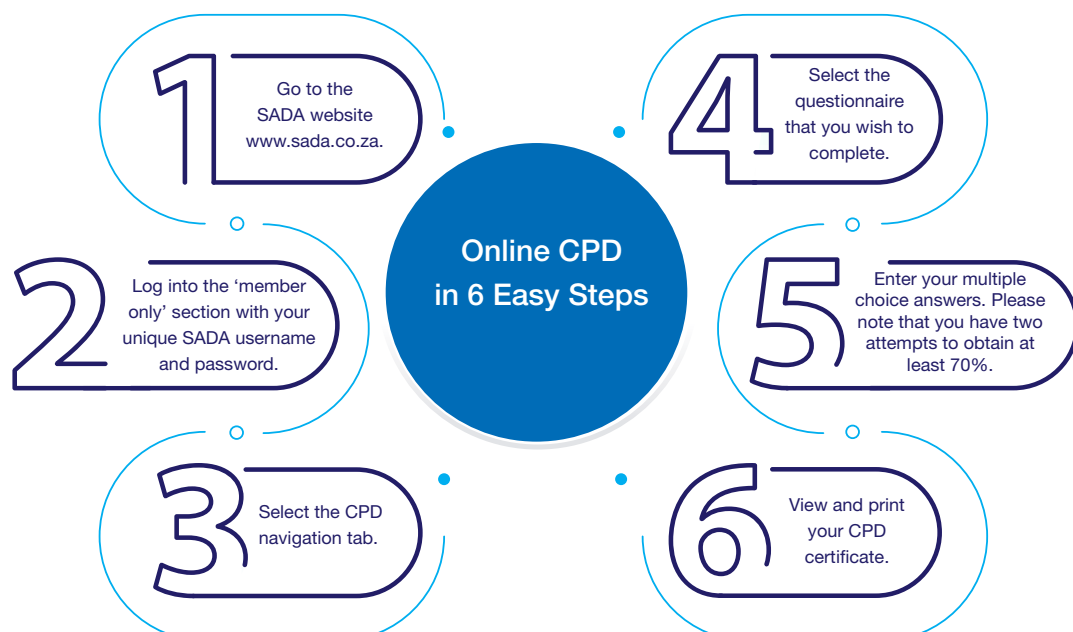 Online CPD
in 6 Easy Steps
1
Go to the
SADA website
www.sada.co.za.
2
Log into the ‘member
only’ section with your
unique SADA username
and password.
3
Select the CPD
navigation tab.
4
Select the
questionnaire
that you wish to
complete.
5
Enter your multiple
choice answers. Please
note that you have two
attempts to obtain at
least 70%.
6
View and print
your CPD
certificate.